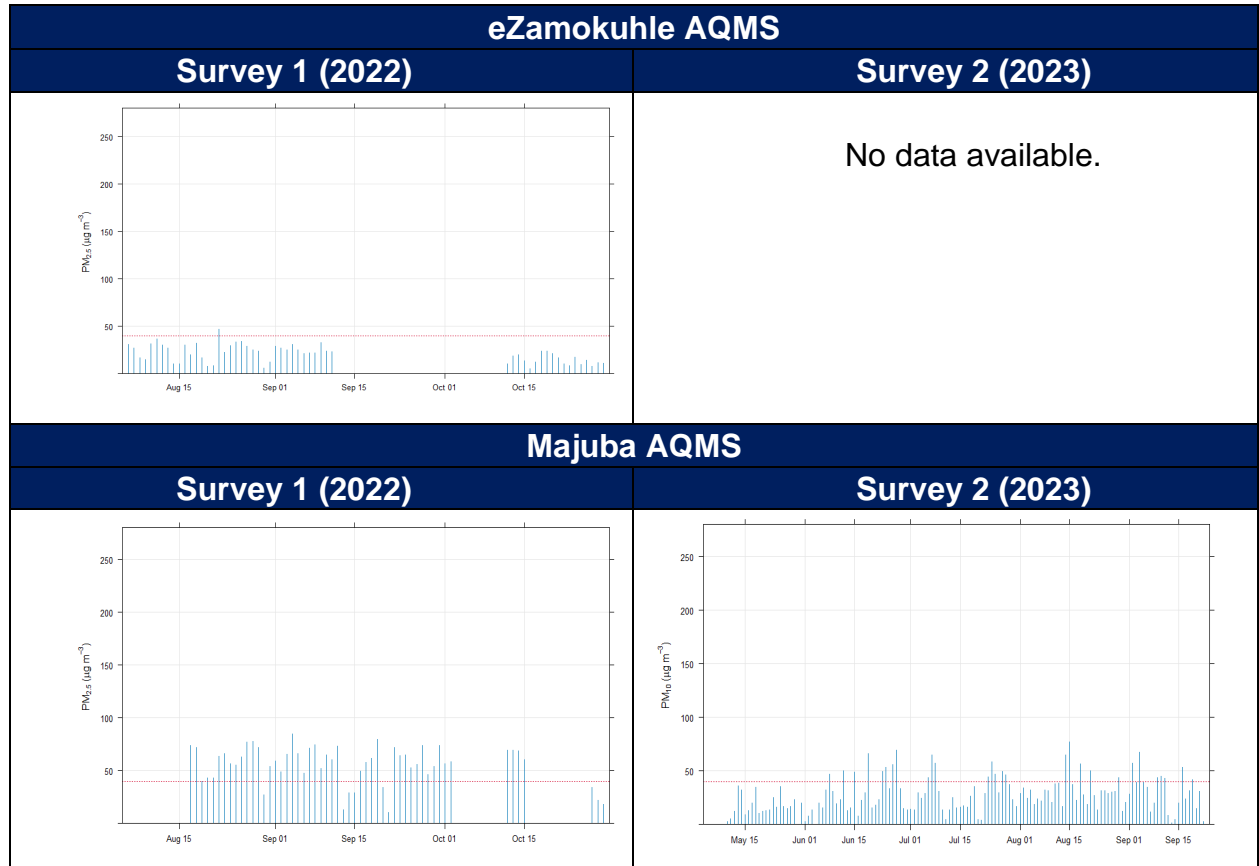 eZamokuhle AQMS
Survey 1 (2022)
Survey 2 (2023)
250
200
150
100
50
PM2.5 (µg m−3)
Aug 15
Sep 01
Sep 15
Oct 01
Oct 15
No data available.
Majuba AQMS
Survey 1 (2022)
Survey 2 (2023)
250
200
150
100
50
PM2.5 (µg m−3)
Aug 15
Sep 01
Sep 15
Oct 01
Oct 15
250
200
150
100
50
PM10 (µg m−3)
May 15
Jun 01
Jun 15
Jul 01
Jul 15
Aug 01
Aug 15
Sep 01
Sep 15